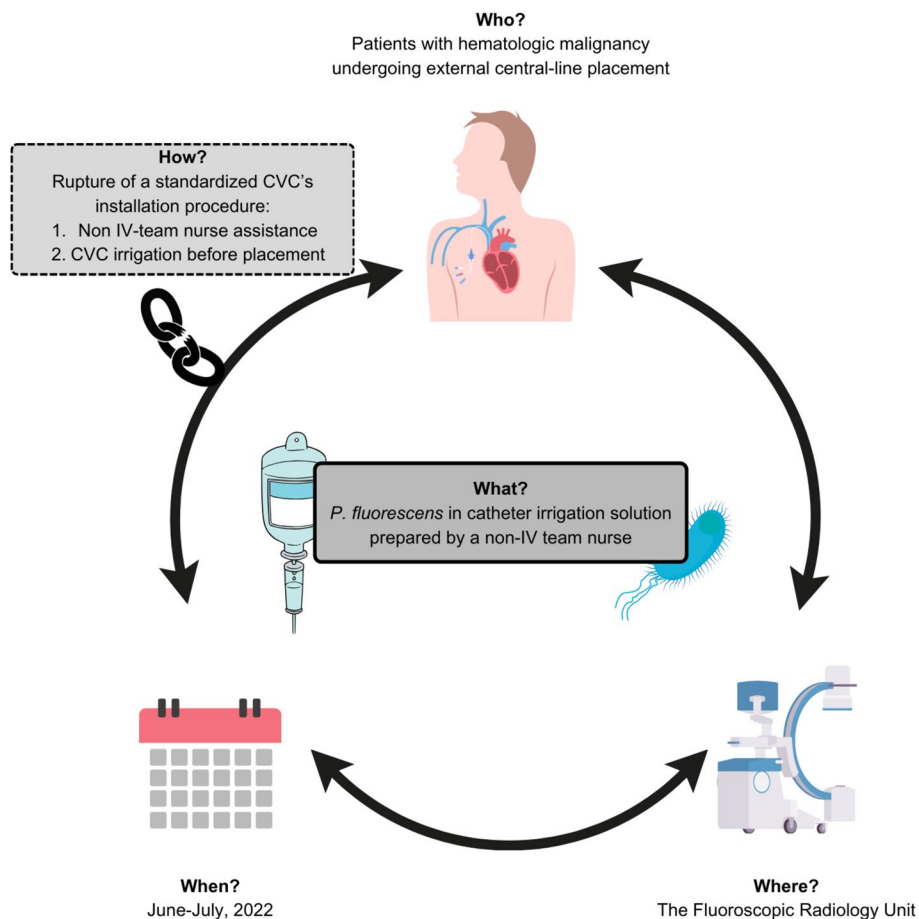 Who?
Patients with hematologic malignancy
undergoing external central-line placement
How?
Rupture of a standardized CVC's
installation procedure:
1. Non IV-team nurse assistance
2. CVC irrigation before placement
What?
P. fluorescens in catheter irrigation solution
prepared by a non-IV team nurse
When?
June-July, 2022
Where?
The Fluoroscopic Radiology Unit